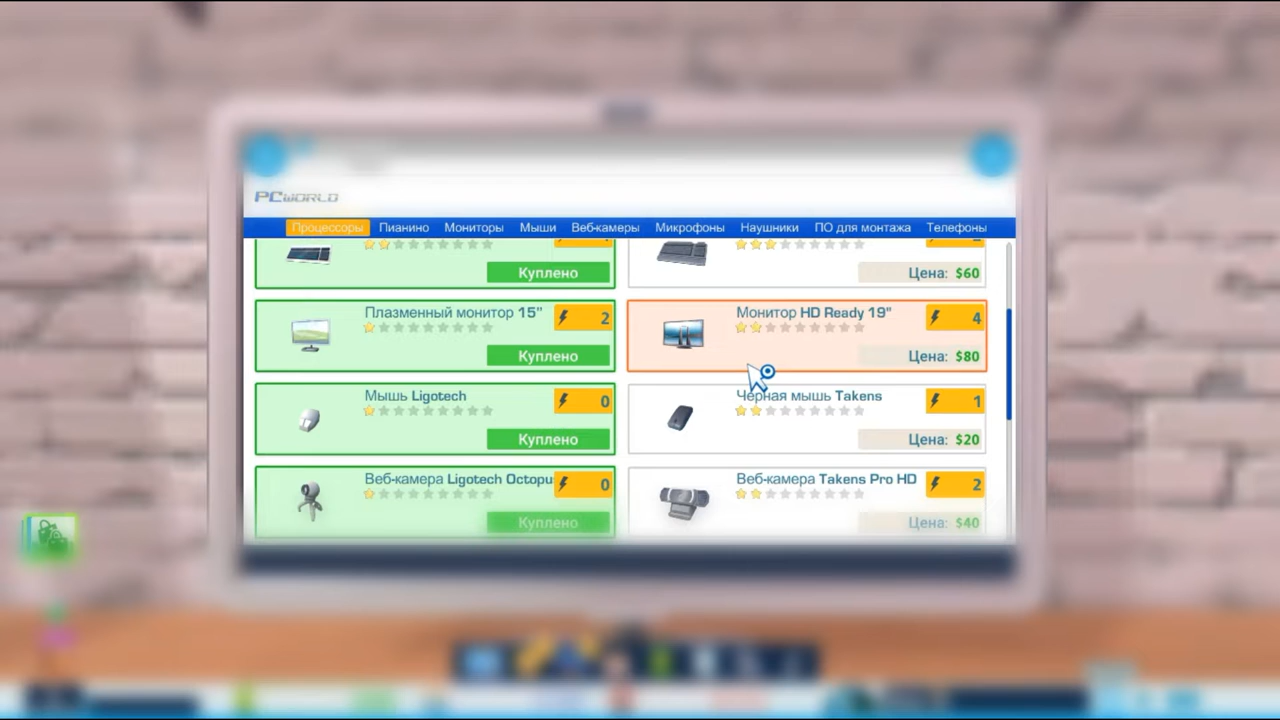 PCWORLD
Процессоры Пианино Мониторы Мыши Веб-камеры Микрофоны Наушники ПО для монтажа Телефоны
Куплено
Цена: $60
Плазменный монитор 15"
2
Куплено
Монитор HD Ready 19"
4
Цена: $80
Мышь Ligotech
0
Куплено
Черная мышь Takens
1
Цена: $20
Веб-камера Ligotech Octopu
0
Куплено
Веб-камера Takens Pro HD
2
Цена: $40